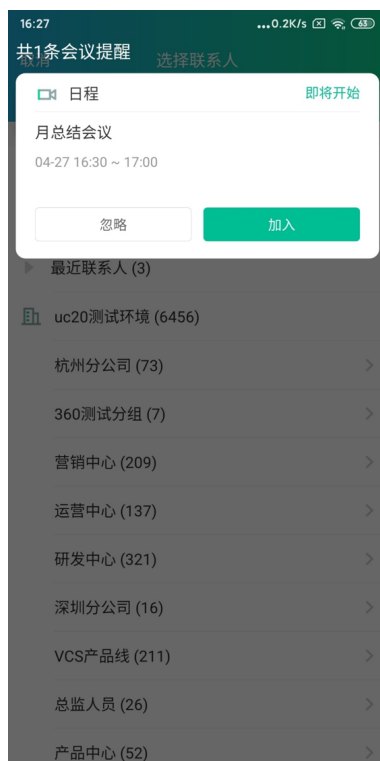 16:27
...0.2K/s 63
共1条会议提醒
取消 选择联系人
日程 即将开始
月总结会议
04-27 16:30 ~ 17:00
忽略 加入
最近联系人 (3)
uc20测试环境 (6456)
杭州分公司 (73)
360测试分组 (7)
营销中心 (209)
运营中心 (137)
研发中心 (321)
深圳分公司 (16)
VCS产品线 (211)
总监人员 (26)
产品中心 (52)